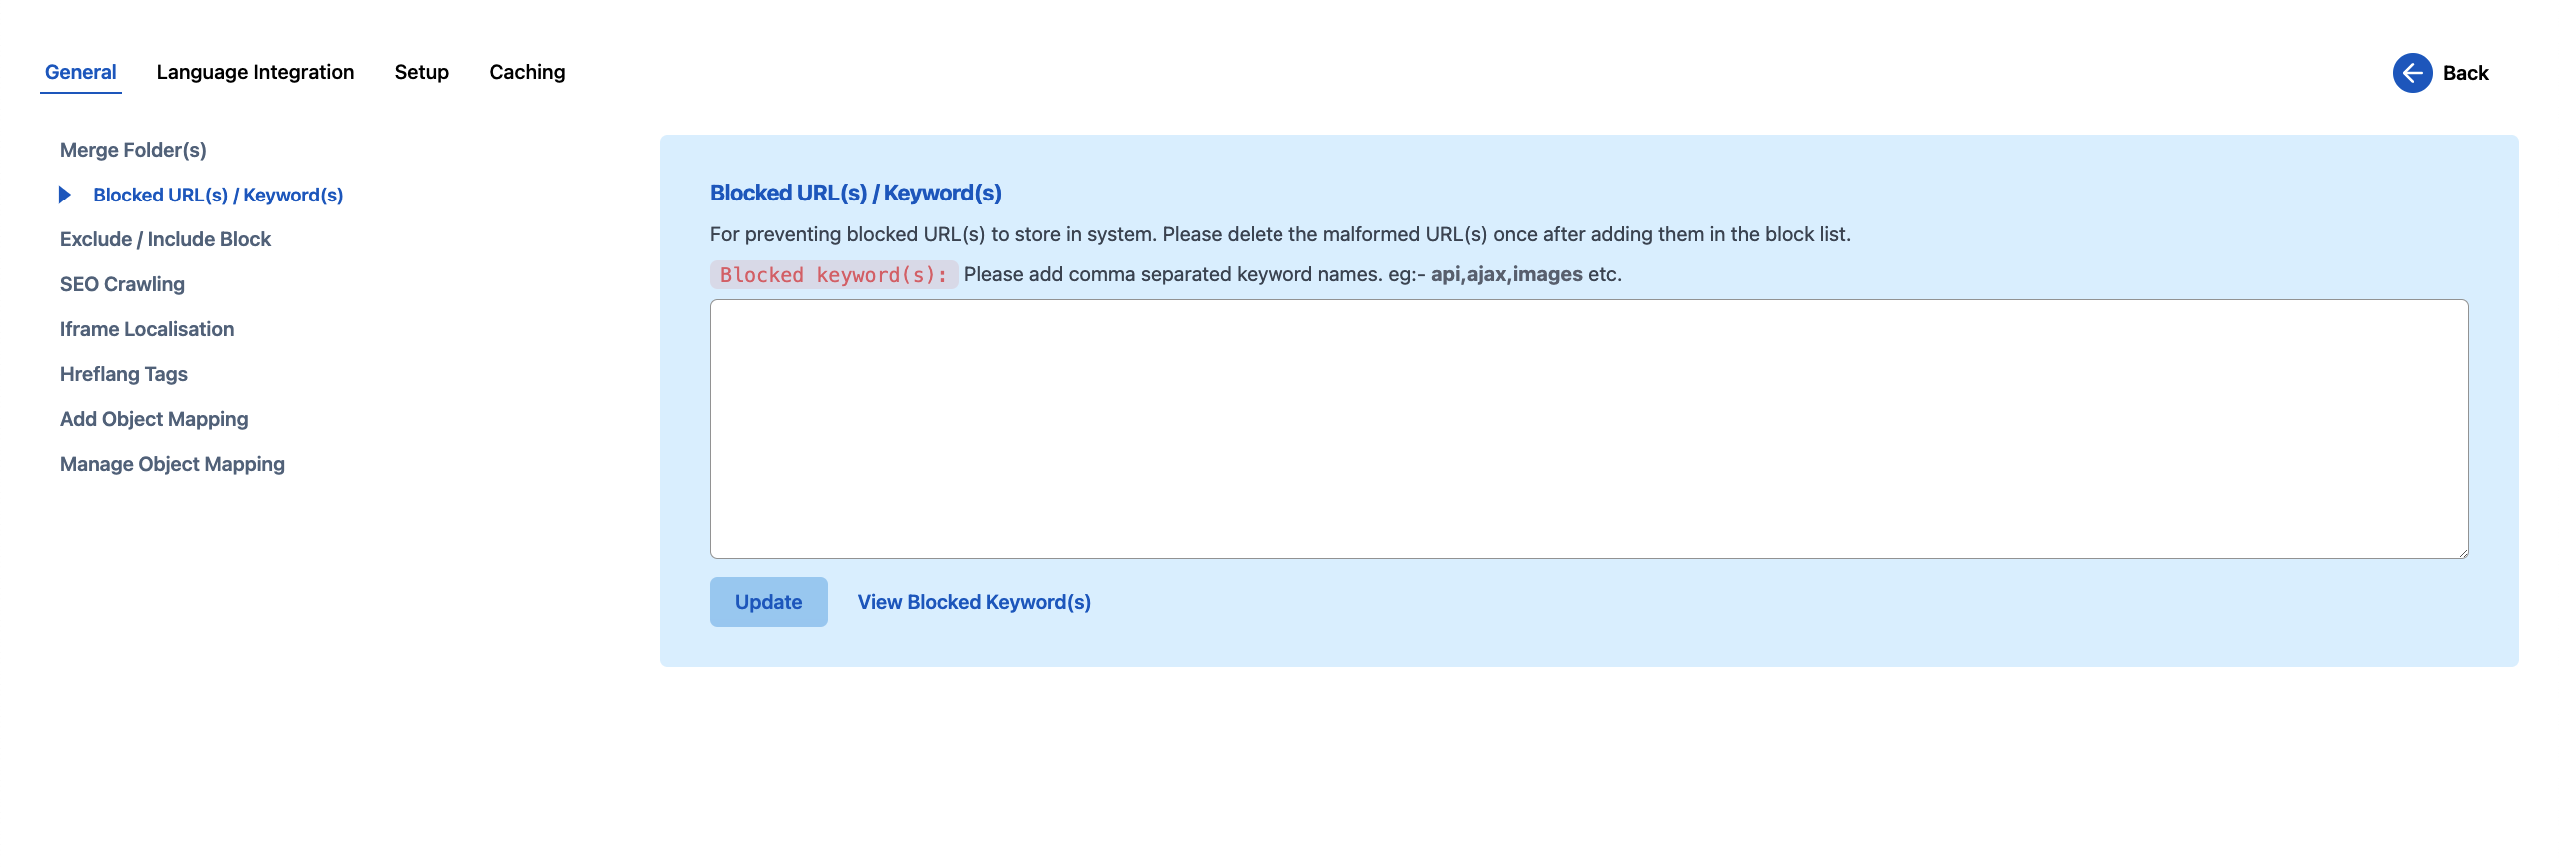 General
Language Integration
Setup
Caching
Back
Merge Folder(s)
Blocked URL(s) / Keyword(s)
Exclude / Include Block
SEO Crawling
Iframe Localisation
Hreflang Tags
Add Object Mapping
Manage Object Mapping
Blocked URL(s) / Keyword(s)
For preventing blocked URL(s) to store in system. Please delete the malformed URL(s) once after adding them in the block list.
Blocked keyword(s): Please add comma separated keyword names. eg:- api,ajax,images etc.
Update
View Blocked Keyword(s)